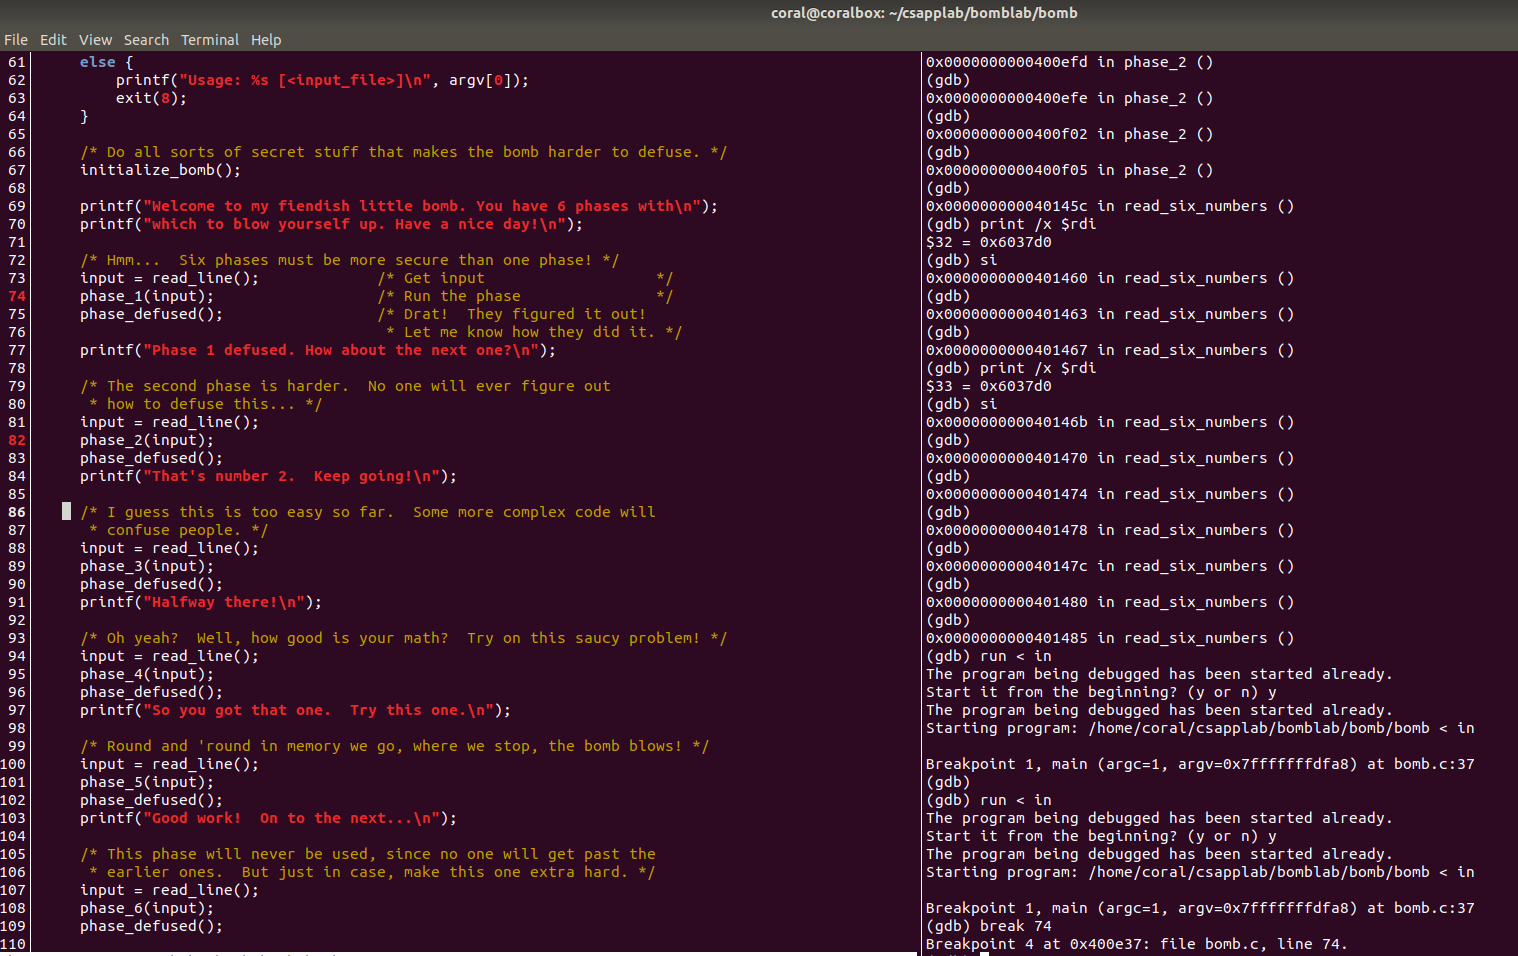 coral@coralbox: ~/csapplab/bomblab/bomb
File Edit View Search Terminal Help
61 else {
62 printf("Usage: %s [<input_file>]\n", argv[0]);
63 exit(8);
64 }
65
66 /* Do all sorts of secret stuff that makes the bomb harder to defuse. */
67 initialize_bomb();
68
69 printf("Welcome to my fiendish little bomb. You have 6 phases with\n");
70 printf("which to blow yourself up. Have a nice day!\n");
71
72 /* Hmm... Six phases must be more secure than one phase! */
73 input = read_line(); /* Get input */
74 phase_1(input); /* Run the phase */
75 phase_defused(); /* Drat! They figured it out!
76 * Let me know how they did it. */
77 printf("Phase 1 defused. How about the next one?\n");
78
79 /* The second phase is harder. No one will ever figure out
80 * how to defuse this... */
81 input = read_line();
82 phase_2(input);
83 phase_defused();
84 printf("That's number 2. Keep going!\n");
85
86 /* I guess this is too easy so far. Some more complex code will
87 * confuse people. */
88 input = read_line();
89 phase_3(input);
90 phase_defused();
91 printf("Halfway there!\n");
92
93 /* Oh yeah? Well, how good is your math? Try on this saucy problem! */
94 input = read_line();
95 phase_4(input);
96 phase_defused();
97 printf("So you got that one. Try this one.\n");
98
99 /* Round and 'round in memory we go, where we stop, the bomb blows! */
100 input = read_line();
101 phase_5(input);
102 phase_defused();
103 printf("Good work! On to the next...\n");
104
105 /* This phase will never be used, since no one will get past the
106 * earlier ones. But just in case, make this one extra hard. */
107 input = read_line();
108 phase_6(input);
109 phase_defused();
110
0x0000000000400efd in phase_2 ()
(gdb)
0x0000000000400efe in phase_2 ()
(gdb)
0x0000000000400f02 in phase_2 ()
(gdb)
0x0000000000400f05 in phase_2 ()
(gdb)
0x000000000040145c in read_six_numbers ()
(gdb) print /x $rdi
$32 = 0x6037d0
(gdb) si
0x0000000000401460 in read_six_numbers ()
(gdb)
0x0000000000401463 in read_six_numbers ()
(gdb)
0x0000000000401467 in read_six_numbers ()
(gdb) print /x $rdi
$33 = 0x6037d0
(gdb) si
0x000000000040146b in read_six_numbers ()
(gdb)
0x0000000000401470 in read_six_numbers ()
(gdb)
0x0000000000401474 in read_six_numbers ()
(gdb)
0x0000000000401478 in read_six_numbers ()
(gdb)
0x000000000040147c in read_six_numbers ()
(gdb)
0x0000000000401480 in read_six_numbers ()
(gdb)
0x0000000000401485 in read_six_numbers ()
(gdb) run < in
The program being debugged has been started already.
Start it from the beginning? (y or n) y
The program being debugged has been started already.
Starting program: /home/coral/csapplab/bomblab/bomb/bomb < in

Breakpoint 1, main (argc=1, argv=0x7fffffffdfa8) at bomb.c:37
(gdb)
(gdb) run < in
The program being debugged has been started already.
Start it from the beginning? (y or n) y
The program being debugged has been started already.
Starting program: /home/coral/csapplab/bomblab/bomb/bomb < in

Breakpoint 1, main (argc=1, argv=0x7fffffffdfa8) at bomb.c:37
(gdb) break 74
Breakpoint 4 at 0x400e37: file bomb.c, line 74.